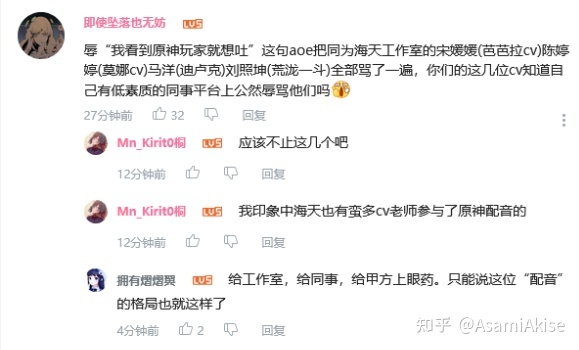 即使坠落也无妨 LV5
辱“我看到原神玩家就想吐”这句aoe把同为海天工作室的宋媛媛(芭芭拉cv)陈婷
婷(莫娜cv)马洋(迪卢克)刘照坤(荒泷一斗)全部骂了一遍，你们的这几位cv知道自
己有低素质的同事平台上公然辱骂他们吗
27分钟前 32 回复
Mn_Kirit0桐 LV5 应该不止这几个吧
12分钟前 回复
Mn_Kirit0桐 LV5 我印象中海天也有蛮多cv老师参与了原神配音的
12分钟前 回复
拥有熠熠煚 LV5 给工作室，给同事，给甲方上眼药。只能说这位“配音”
的格局也就这样了
4分钟前 2 回复
知乎 @AsamiAkise